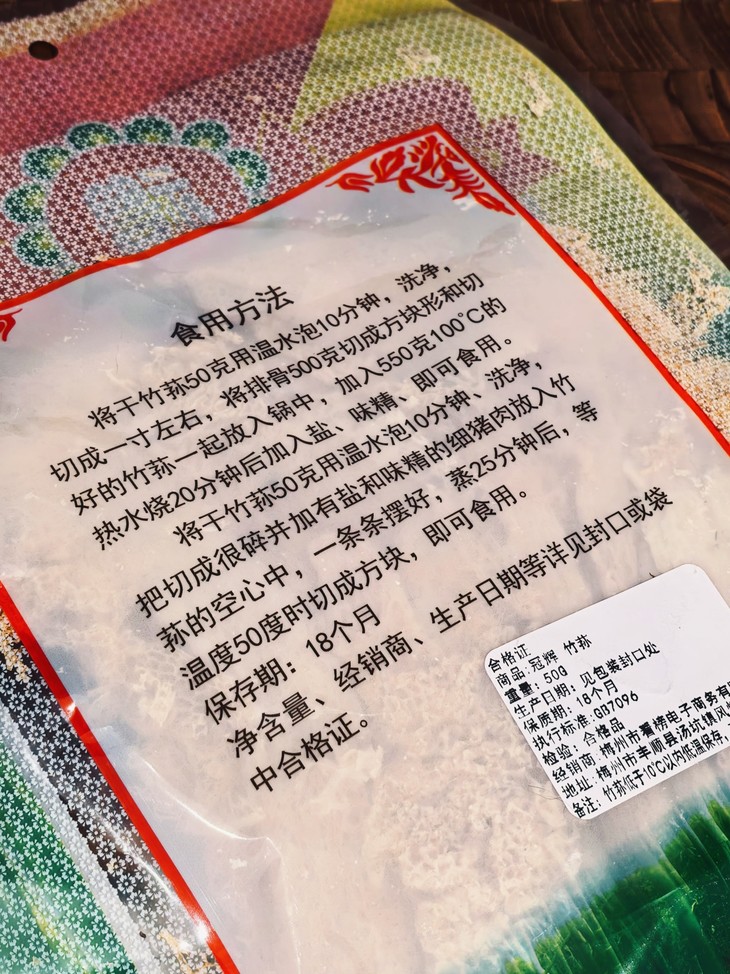 食用方法
将干竹荪50克用温水泡10分钟，洗净，
切成一寸左右，将排骨500克切成方块形和切
好的竹荪一起放入锅中，加入550克100℃的
热水烧20分钟后加入盐、味精、即可食用。
将干竹荪50克用温水泡10分钟、洗净，
把切成很碎并加有盐和味精的细猪肉放入竹
荪的空心中，一条条摆好，蒸25分钟后，等
温度50度时切成方块，即可食用。
保存期：18个月
净含量、经销商、生产日期等详见封口或袋
中合格证。
合格证
商品:冠辉 竹荪
重量：50G
生产日期：见包装封口处
保质期:18个月
执行标准:GB7096
检验：合格品
经销商:梅州市看榜电子商务有
地址:梅州市丰顺县汤坑镇风
备注：竹荪低于10℃以内低温保存、